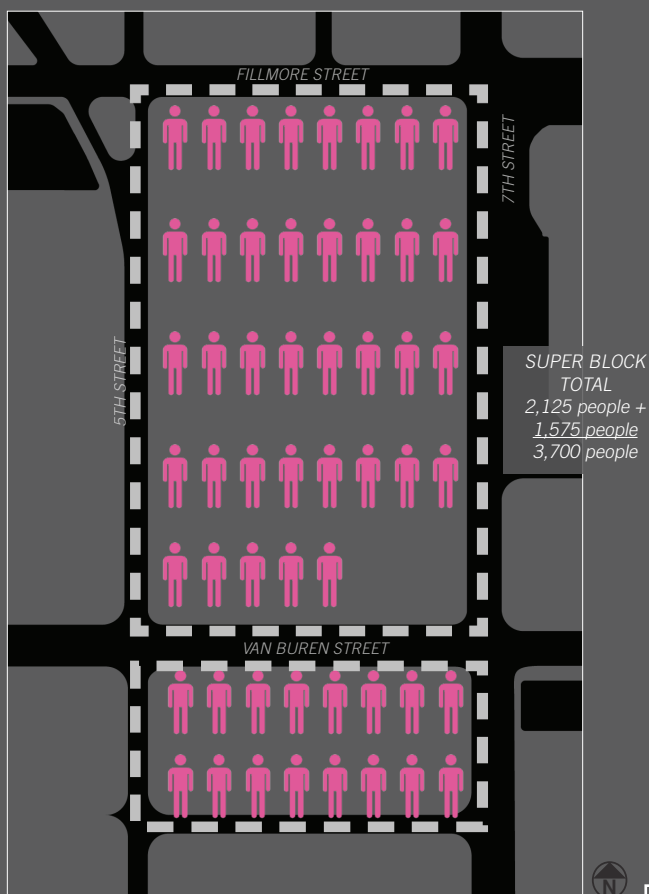 FILLMORE STREET
7TH STREET
5TH STREET
SUPER BLOCK
TOTAL
2,125 people +
1,575 people
3,700 people
VAN BUREN STREET
N